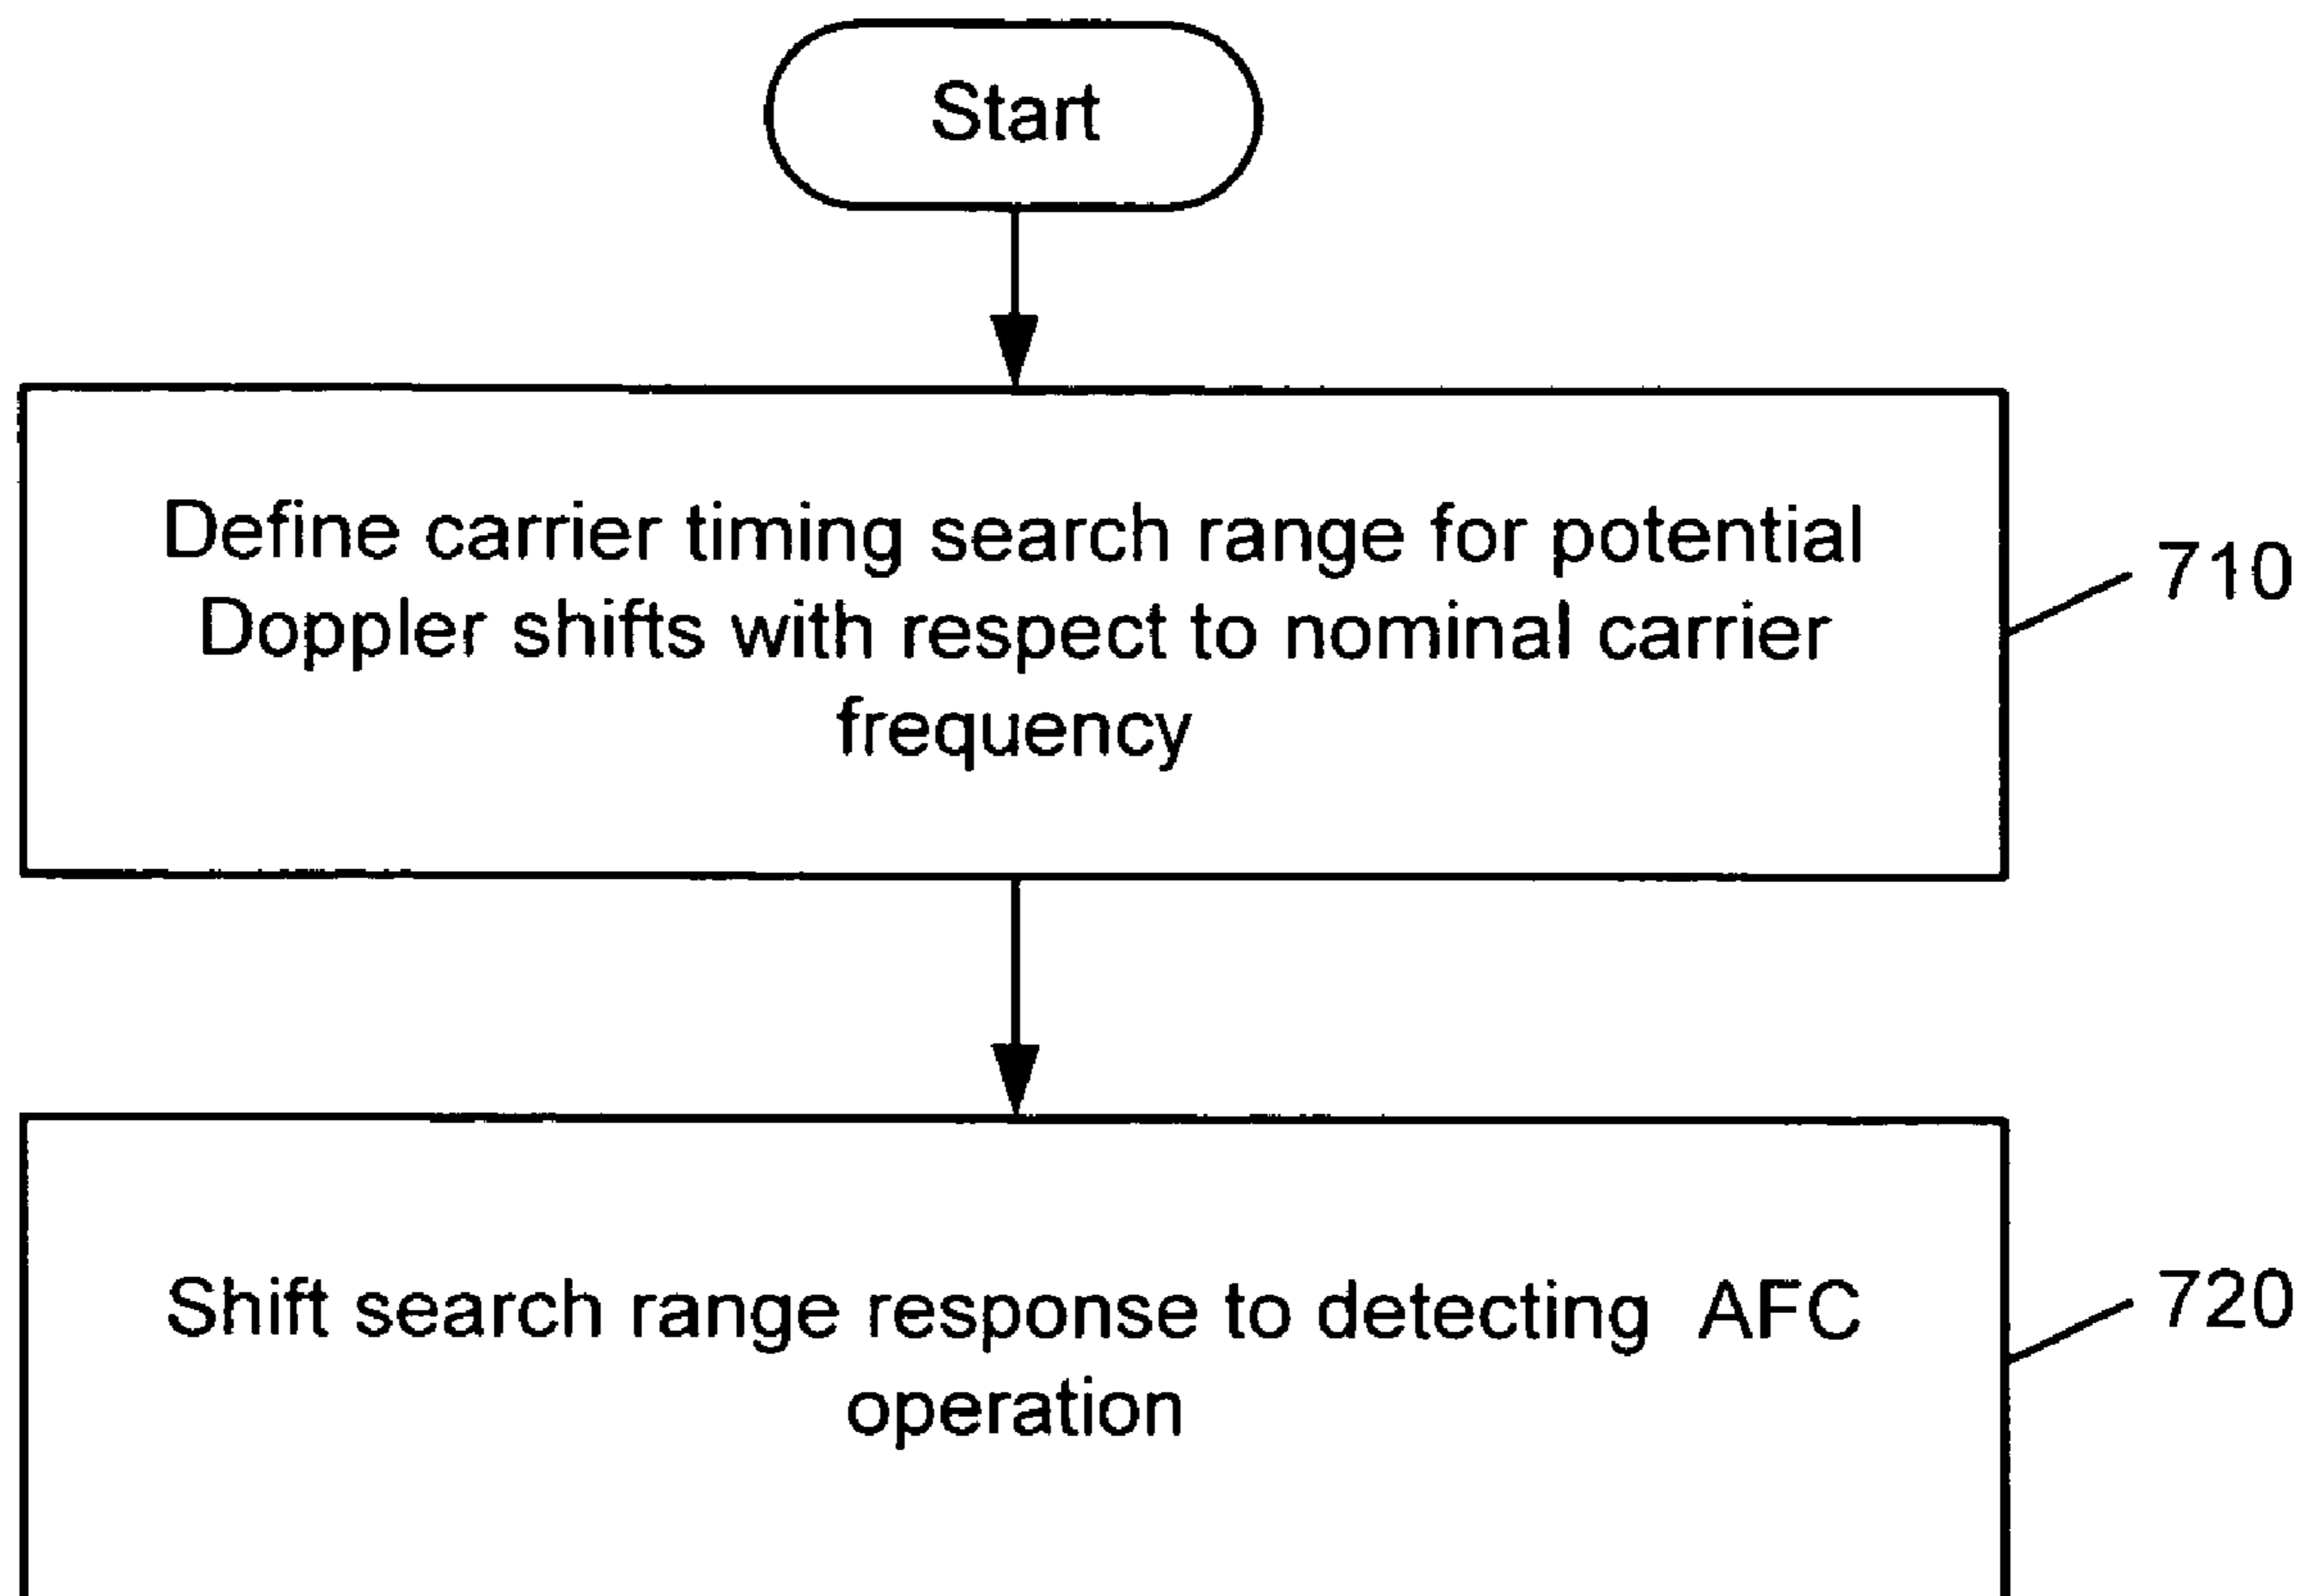 Start
Define carrier timing search range for potential
Doppler shifts with respect to nominal carrier
frequency
710
Shift search range response to detecting AFC
operation
720